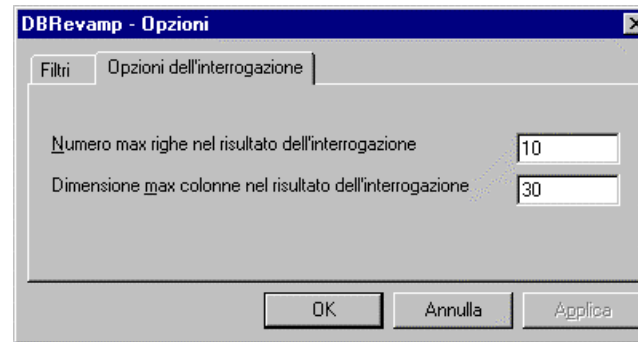 DBRevamp - Opzioni
Filtri Opzioni dell'interrogazione
Numero max righe nel risultato dell'interrogazione 10
Dimensione max colonne nel risultato dell'interrogazione 30
OK Annulla Applica